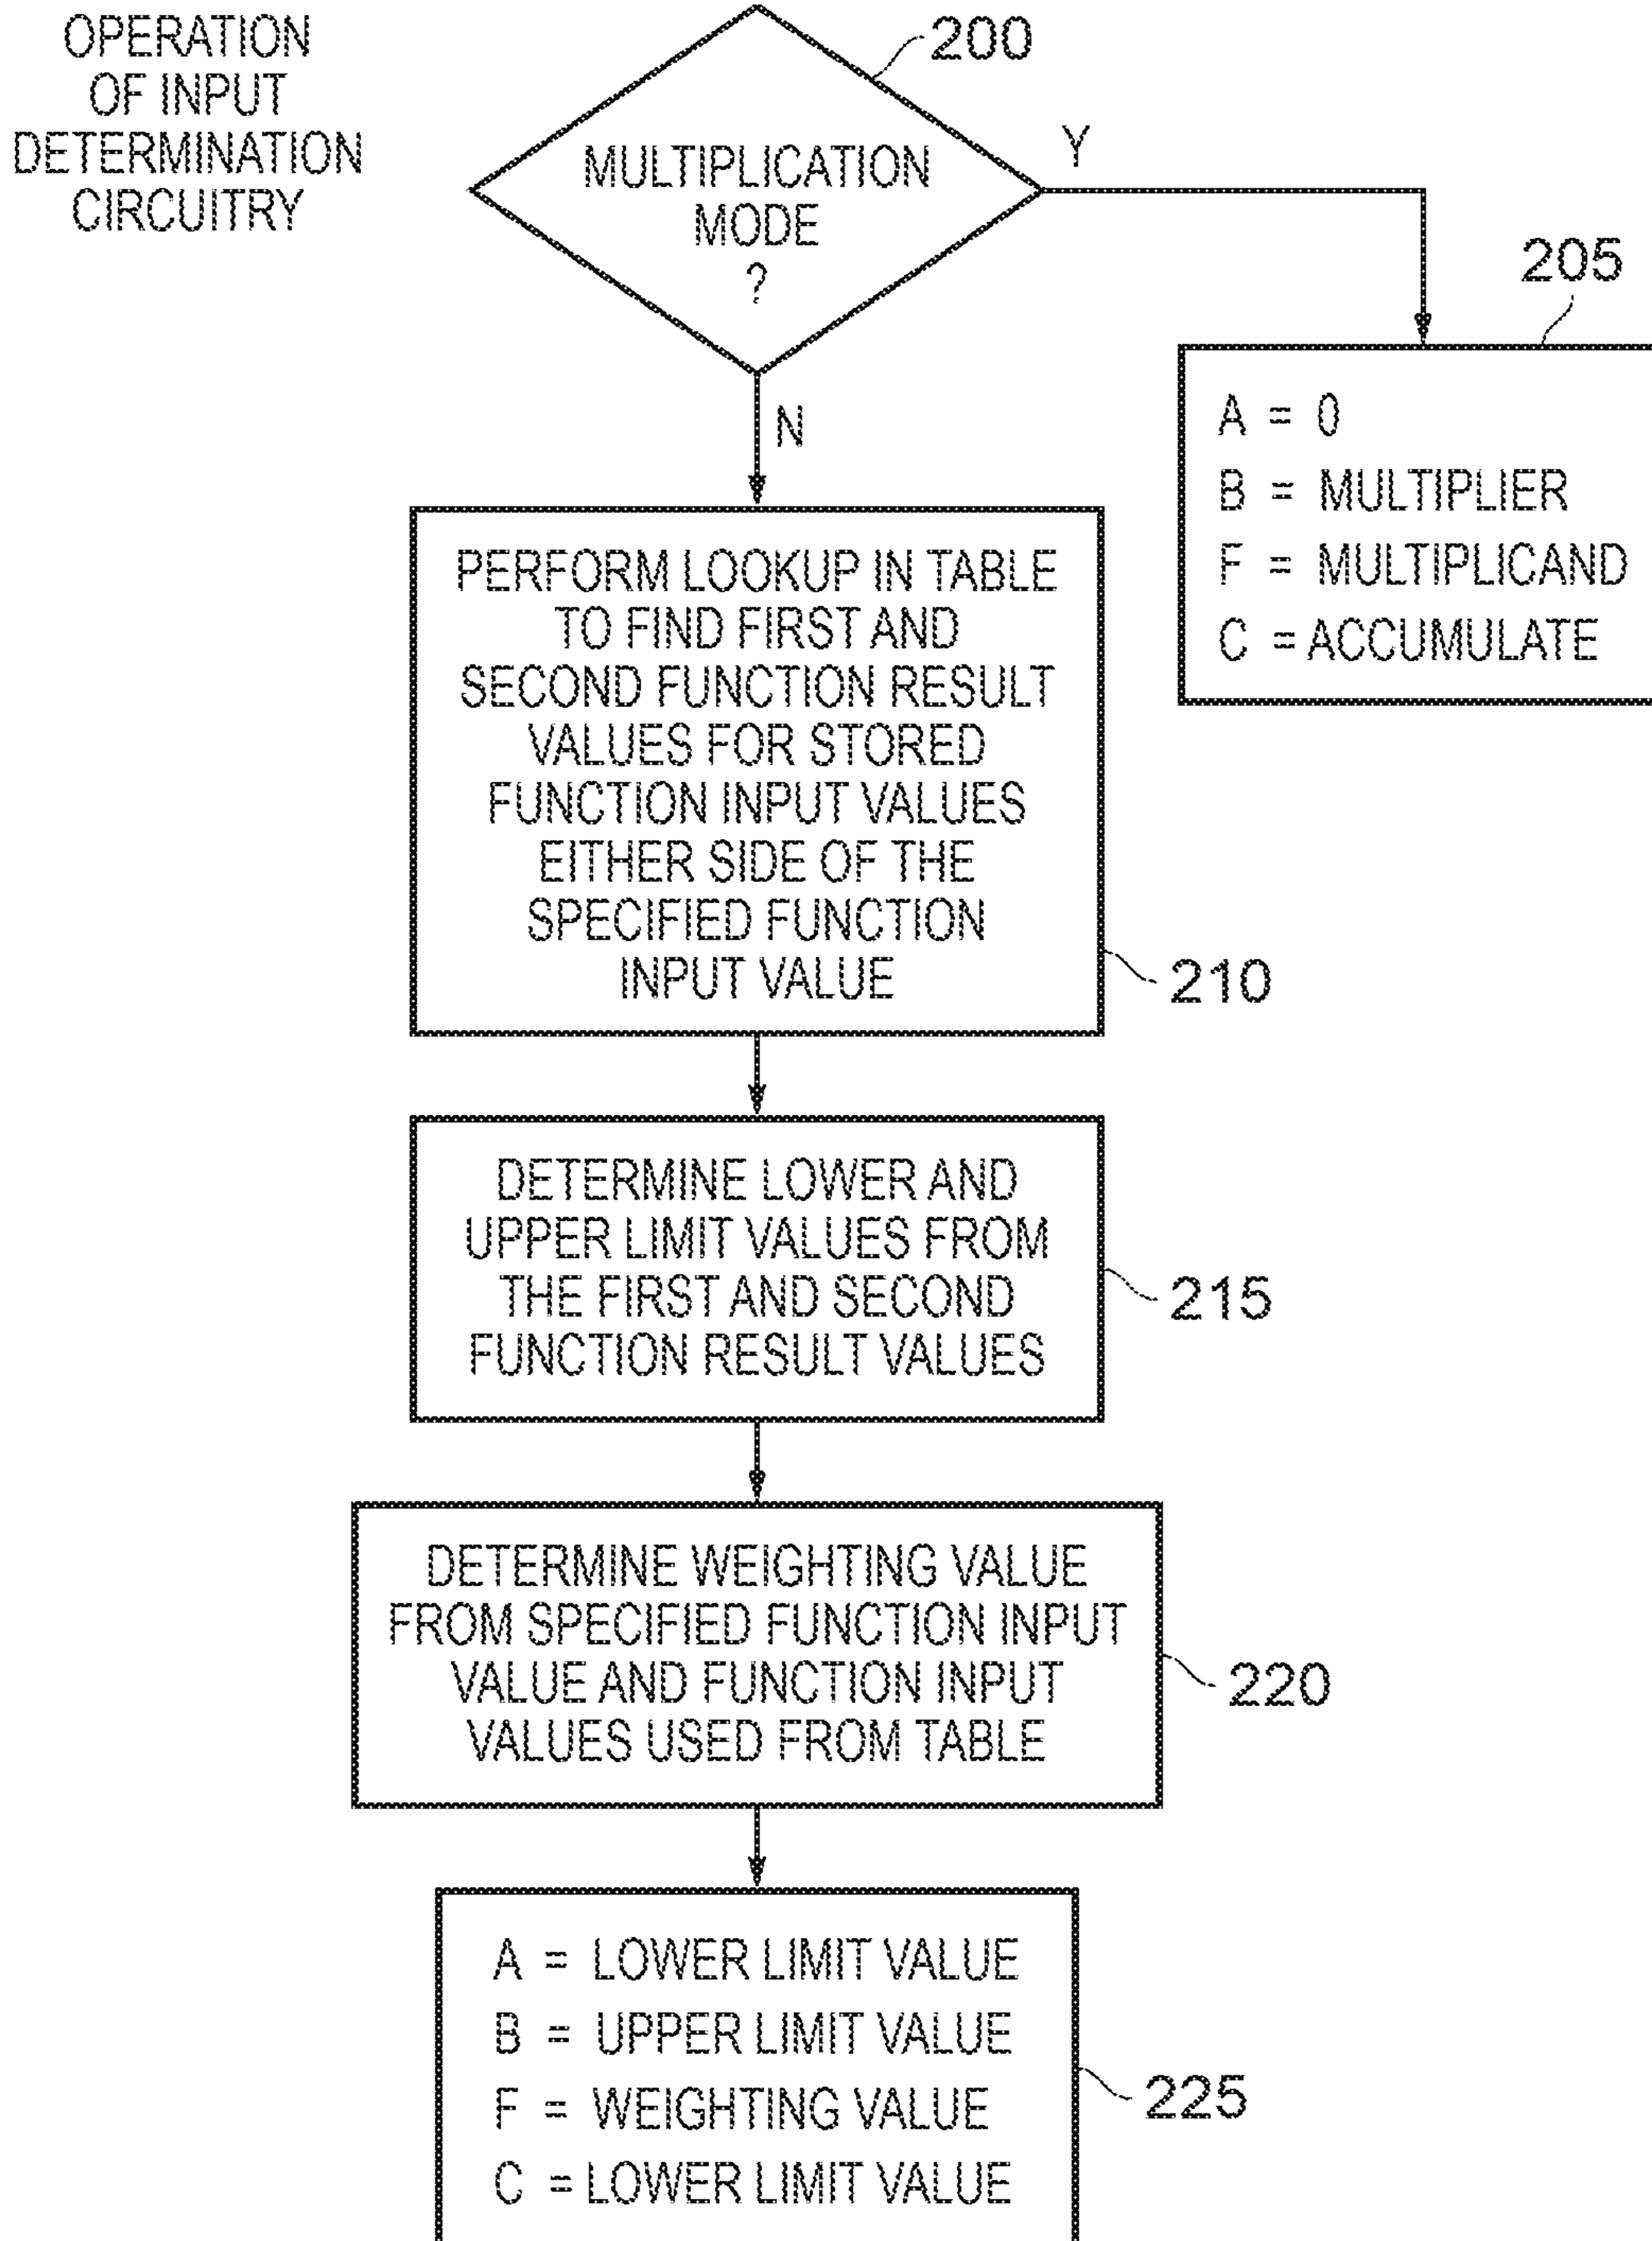 OPERATION
OF INPUT
DETERMINATION
CIRCUITRY
200
MULTIPLICATION
MODE
?
Y
N
205
A = 0
B = MULTIPLIER
F = MULTIPLICAND
C = ACCUMULATE
PERFORM LOOKUP IN TABLE
TO FIND FIRST AND
SECOND FUNCTION RESULT
VALUES FOR STORED
FUNCTION INPUT VALUES
EITHER SIDE OF THE
SPECIFIED FUNCTION
INPUT VALUE
210
DETERMINE LOWER AND
UPPER LIMIT VALUES FROM
THE FIRST AND SECOND
FUNCTION RESULT VALUES
215
DETERMINE WEIGHTING VALUE
FROM SPECIFIED FUNCTION INPUT
VALUE AND FUNCTION INPUT
VALUES USED FROM TABLE
220
A = LOWER LIMIT VALUE
B = UPPER LIMIT VALUE
F = WEIGHTING VALUE
C = LOWER LIMIT VALUE
225